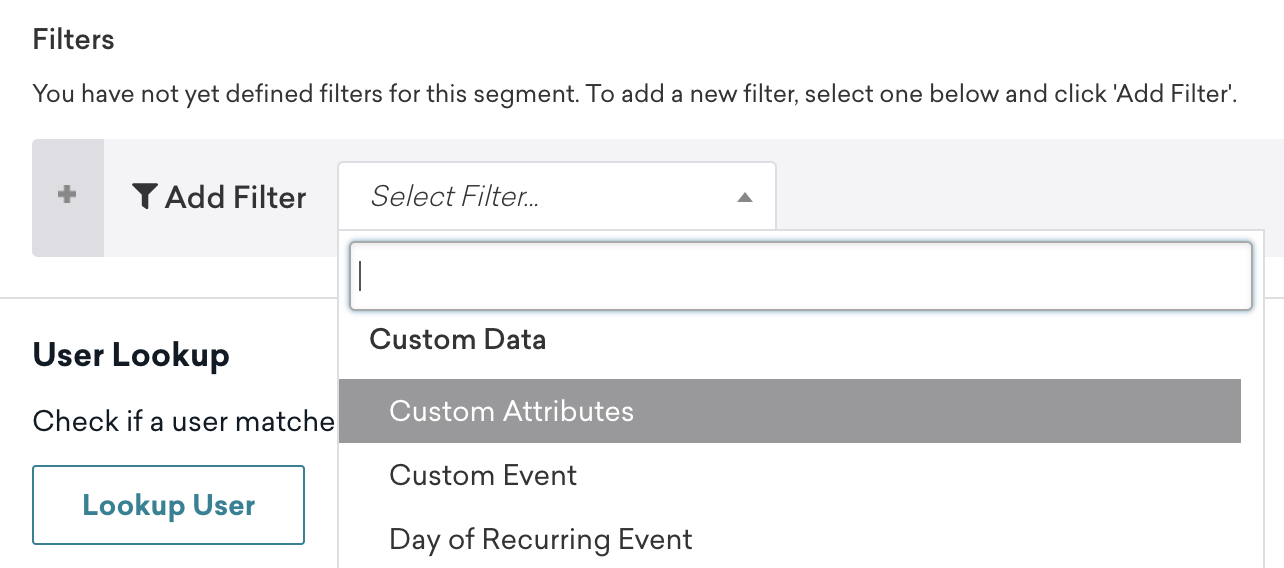 Filters
You have not yet defined filters for this segment. To add a new filter, select one below and click 'Add Filter'.
Add Filter
Select Filter...
Custom Data
User Lookup
Custom Attributes
Check if a user matche
Custom Event
Lookup User
Day of Recurring Event